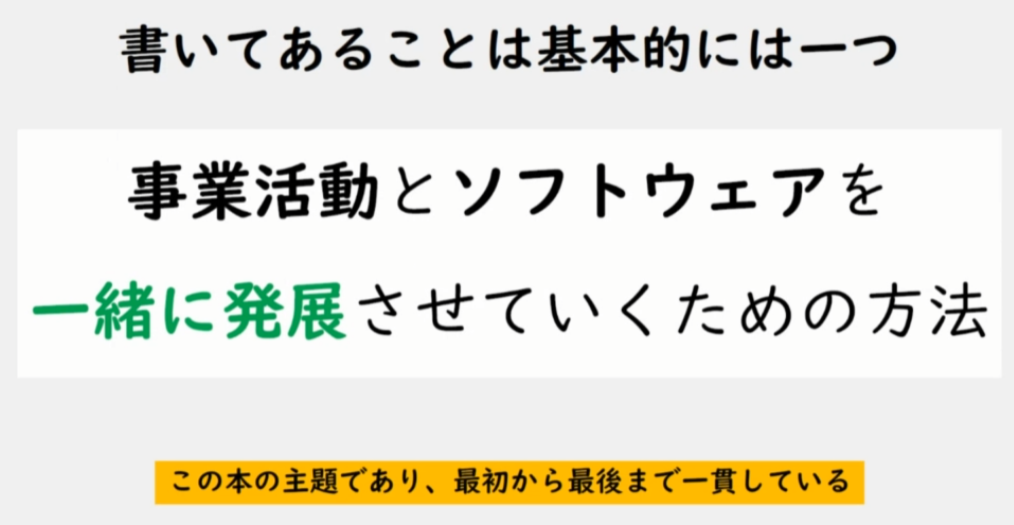 書いてあることは基本的には一つ
事業活動とソフトウェアを
一緒に発展させていくための方法
この本の主題であり、最初から最後まで一貫している